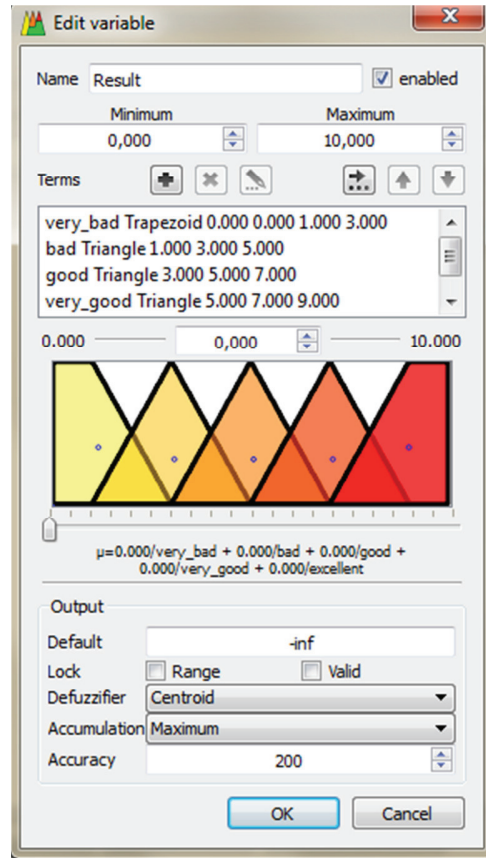 Edit variable
Name Result enabled
Minimum Maximum
0,000 10,000
Terms
very_bad Trapezoid 0.000 0.000 1.000 3.000
bad Triangle 1.000 3.000 5.000
good Triangle 3.000 5.000 7.000
very_good Triangle 5.000 7.000 9.000
0.000 0,000 10.000
µ=0.000/very_bad + 0.000/bad + 0.000/good +
0.000/very_good + 0.000/excellent
Output
Default -inf
Lock Range Valid
Defuzzifier Centroid
Accumulation Maximum
Accuracy 200
OK Cancel